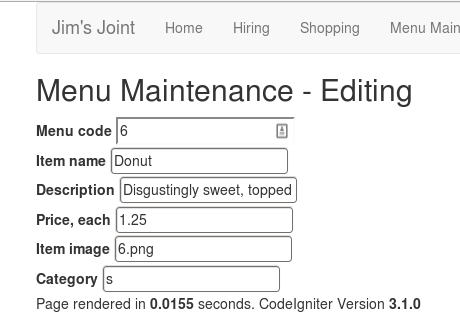 Jim's Joint Home Hiring Shopping Menu Main
Menu Maintenance - Editing
Menu code 6
Item name Donut
Description Disgustingly sweet, topped
Price, each 1.25
Item image 6.png
Category s
Page rendered in 0.0155 seconds. CodeIgniter Version 3.1.0